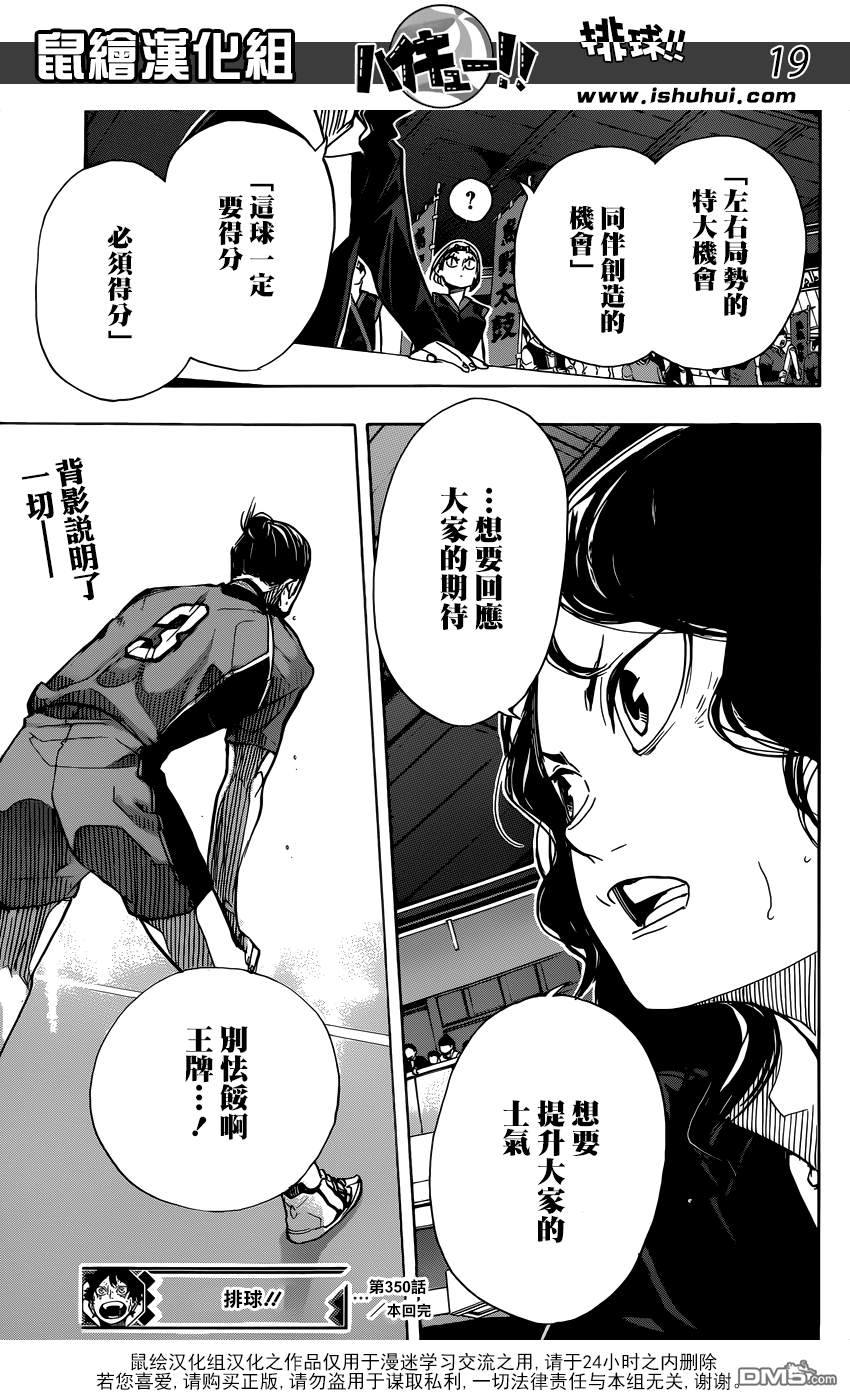 鼠繪漢化組
ハイキュー!!
排球!!
19
www.ishuhui.com
「左右局勢的
特大機會
同伴創造的
機會」
?
烏野太鼓
「這球一定
要得分
必須得分」
…想要回應
大家的期待
背影説明了
一切——
3
想要
提升大家的
士氣
別怯餒啊
王牌…!
排球!!
第350話
/本回完
鼠绘汉化组汉化之作品仅用于漫迷学习交流之用, 请于24小时之内删除
若您喜爱, 请购买正版, 请勿用于谋取私利, 一切法律责任与本组无关, 谢谢.
DM5.com